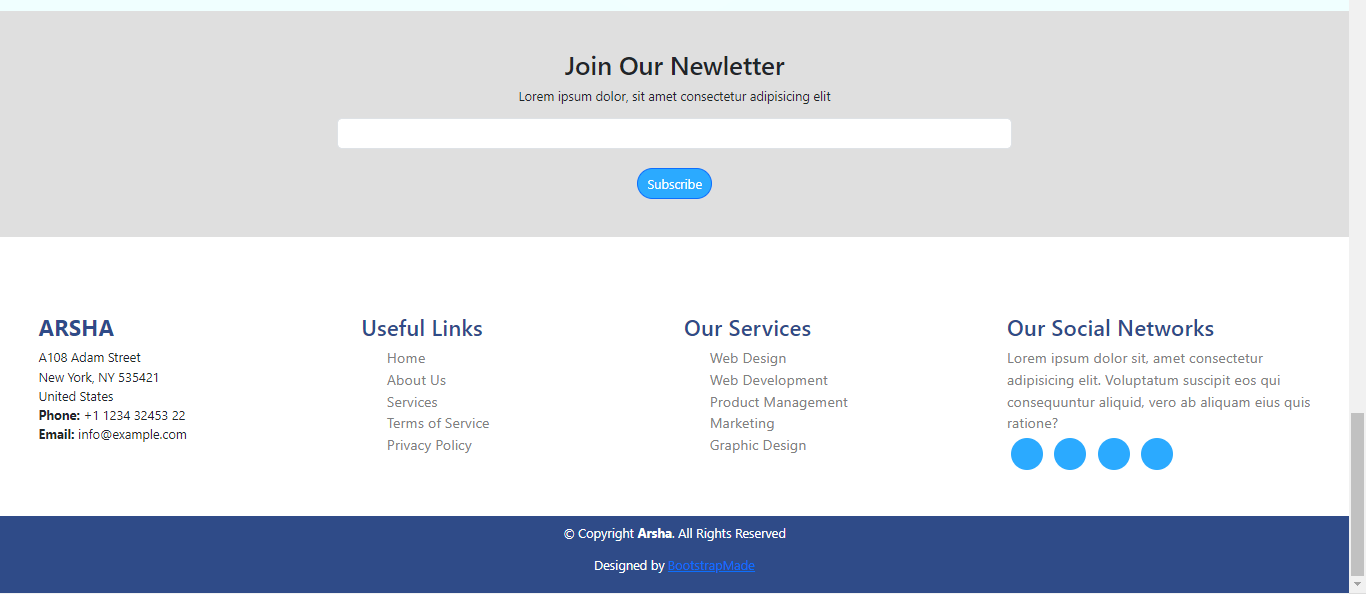 Join Our Newletter
Lorem ipsum dolor, sit amet consectetur adipisicing elit
Subscribe
ARSHA
A108 Adam Street
New York, NY 535421
United States
Phone: +1 1234 32453 22
Email: info@example.com
Useful Links
Home
About Us
Services
Terms of Service
Privacy Policy
Our Services
Web Design
Web Development
Product Management
Marketing
Graphic Design
Our Social Networks
Lorem ipsum dolor sit, amet consectetur
adipisicing elit. Voluptatum suscipit eos qui
consequuntur aliquid, vero ab aliquam eius quis
ratione?
© Copyright Arsha. All Rights Reserved
Designed by BootstrapMade